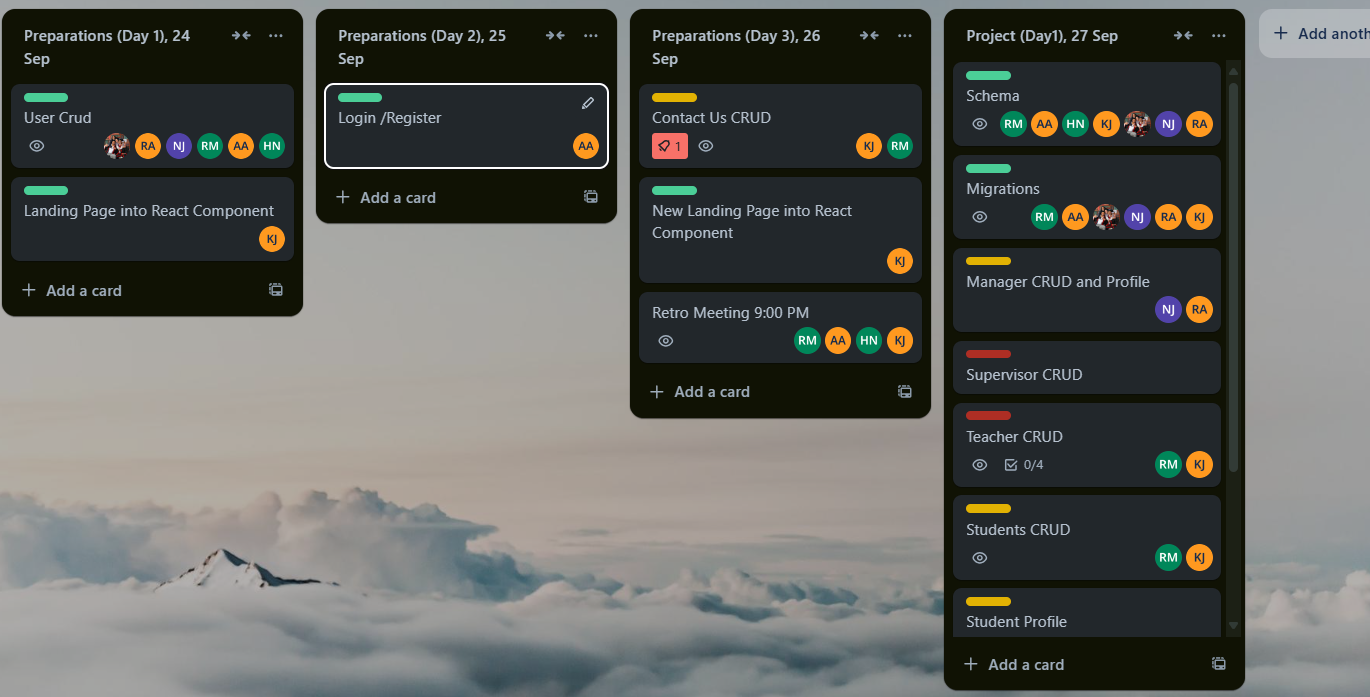 Preparations (Day 1), 24
Sep
User Crud
RA NJ RM AA HN
Landing Page into React Component
KJ
Add a card
Preparations (Day 2), 25
Sep
Login /Register
AA
Add a card
Preparations (Day 3), 26
Sep
Contact Us CRUD
1 KJ RM
New Landing Page into React
Component
KJ
Retro Meeting 9:00 PM
RM AA HN KJ
Add a card
Project (Day1), 27 Sep
Schema
RM AA HN KJ NJ RA
Migrations
RM AA NJ RA KJ
Manager CRUD and Profile
NJ RA
Supervisor CRUD
Teacher CRUD
0/4 RM KJ
Students CRUD
RM KJ
Student Profile
Add a card
Add anoth